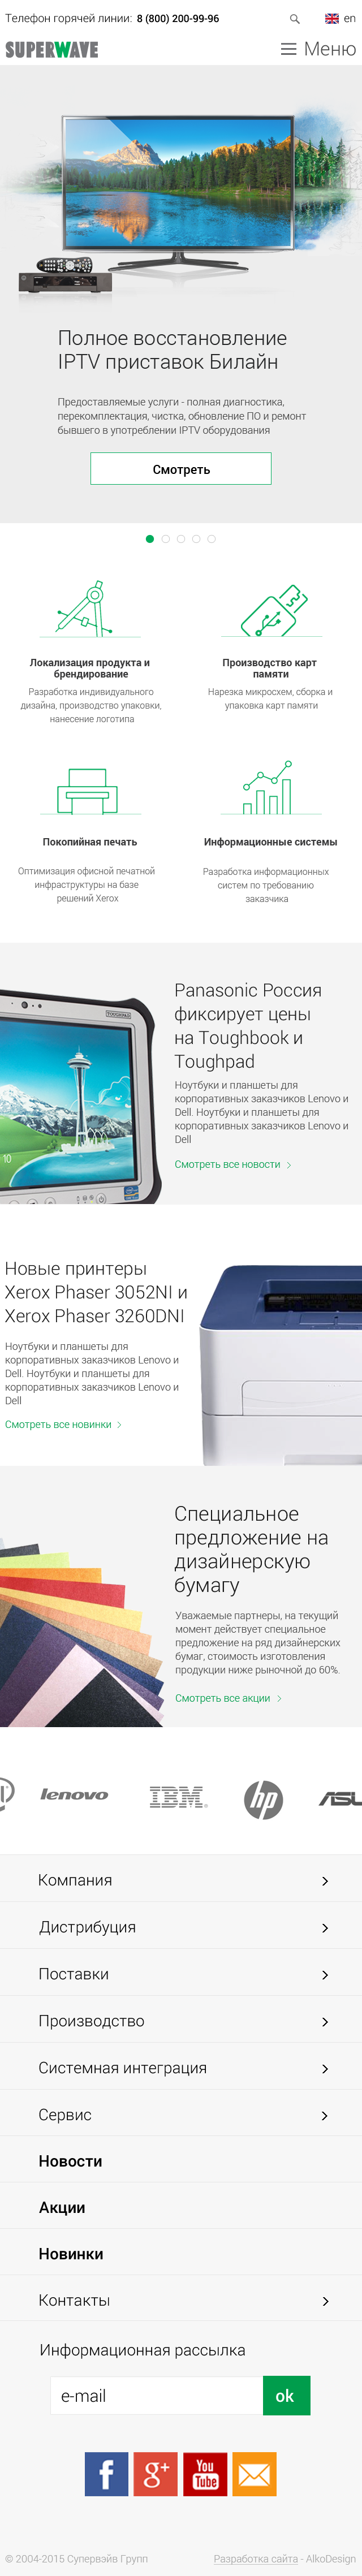 Телефон горячей линии: 8 (800) 200-99-96
en
SUPERWAVE
Меню
Полное восстановление
IPTV приставок Билайн
Предоставляемые услуги - полная диагностика,
перекомплектация, чистка, обновление ПО и ремонт
бывшего в употреблении IPTV оборудования
Смотреть
Локализация продукта и
брендирование
Разработка индивидуального
дизайна, производство упаковки,
нанесение логотипа
Производство карт
памяти
Нарезка микросхем, сборка и
упаковка карт памяти
Покопийная печать
Оптимизация офисной печатной
инфраструктуры на базе
решений Xerox
Информационные системы
Разработка информационных
систем по требованию
заказчика
TOUGHPAD
10
Panasonic Россия
фиксирует цены
на Toughbook и
Toughpad
Ноутбуки и планшеты для
корпоративных заказчиков Lenovo и
Dell. Ноутбуки и планшеты для
корпоративных заказчиков Lenovo и
Dell
Смотреть все новости
Новые принтеры
Xerox Phaser 3052NI и
Xerox Phaser 3260DNI
Ноутбуки и планшеты для
корпоративных заказчиков Lenovo и
Dell. Ноутбуки и планшеты для
корпоративных заказчиков Lenovo и
Dell
Смотреть все новинки
Специальное
предложение на
дизайнерскую
бумагу
Уважаемые партнеры, на текущий
момент действует специальное
предложение на ряд дизайнерских
бумаг, стоимость изготовления
продукции ниже рыночной до 60%.
Смотреть все акции
lenovo
IBM
hp
ASU
Компания
Дистрибуция
Поставки
Производство
Системная интеграция
Сервис
Новости
Акции
Новинки
Контакты
Информационная рассылка
e-mail
ok
f
g+
You
Tube
© 2004-2015 Супервэйв Групп
Разработка сайта - AlkoDesign